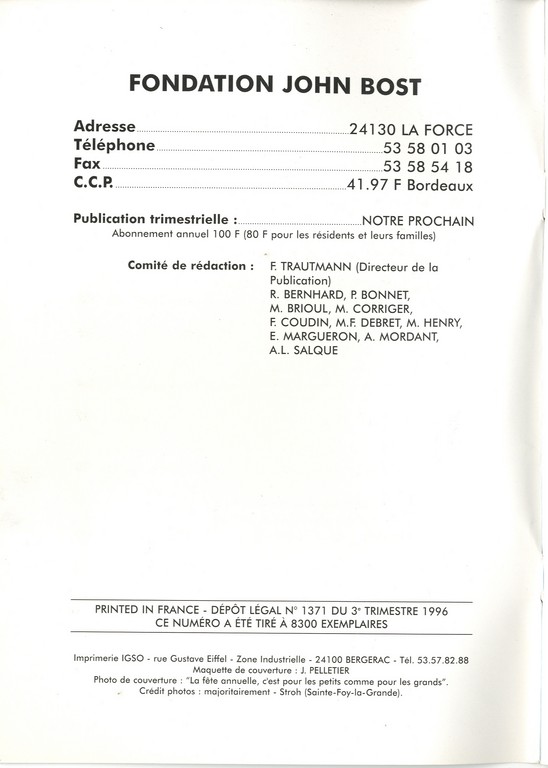 FONDATION JOHN BOST
Adresse........................24130 LA FORCE
Téléphone........................53 58 01 03
Fax........................53 58 54 18
C.C.P.........................41.97 F Bordeaux
Publication trimestrielle :........................NOTRE PROCHAIN
Abonnement annuel 100 F (80 F pour les résidents et leurs familles)
Comité de rédaction : F. TRAUTMANN (Directeur de la
Publication)
R. BERNHARD, P. BONNET,
M. BRIOUL, M. CORRIGER,
F. COUDIN, M.F. DEBRET, M. HENRY,
E. MARGUERON, A. MORDANT,
A.L. SALQUE
PRINTED IN FRANCE - DÉPÔT LÉGAL N° 1371 DU 3e TRIMESTRE 1996
CE NUMÉRO A ÉTÉ TIRÉ À 8300 EXEMPLAIRES
Imprimerie IGSO - rue Gustave Eiffel - Zone Industrielle - 24100 BERGERAC - Tél. 53.57.82.88
Maquette de couverture : J. PELLETIER
Photo de couverture : "La fête annuelle, c'est pour les petits comme pour les grands".
Crédit photos : majoritairement - Stroh (Sainte-Foy-la-Grande).